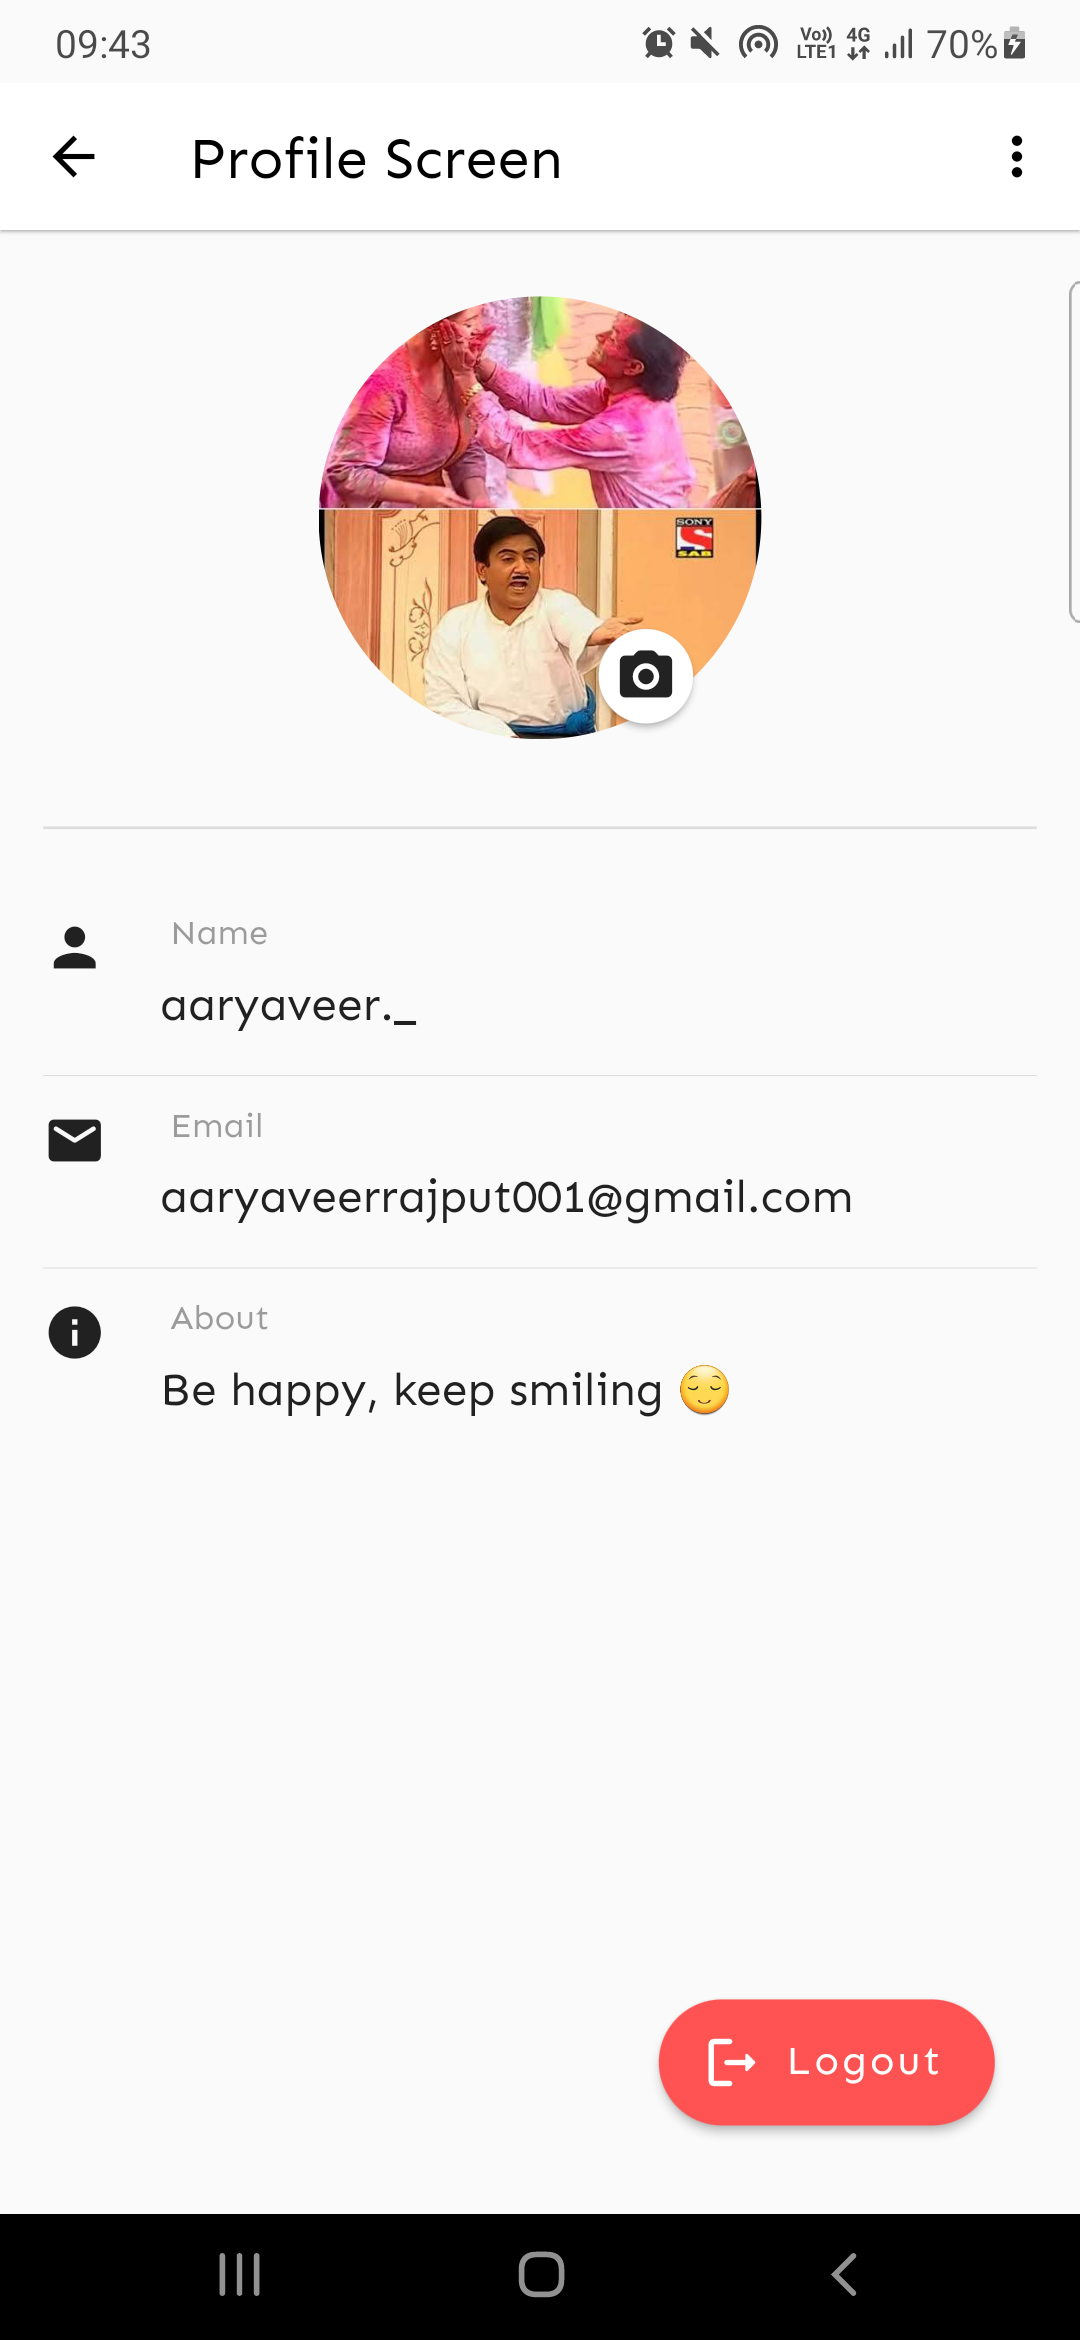 09:43
Vo)) LTE1 4G 70%
Profile Screen
SONY
S
SAB
Name
aaryaveer._
Email
aaryaveerrajput001@gmail.com
About
Be happy, keep smiling 😌
Logout